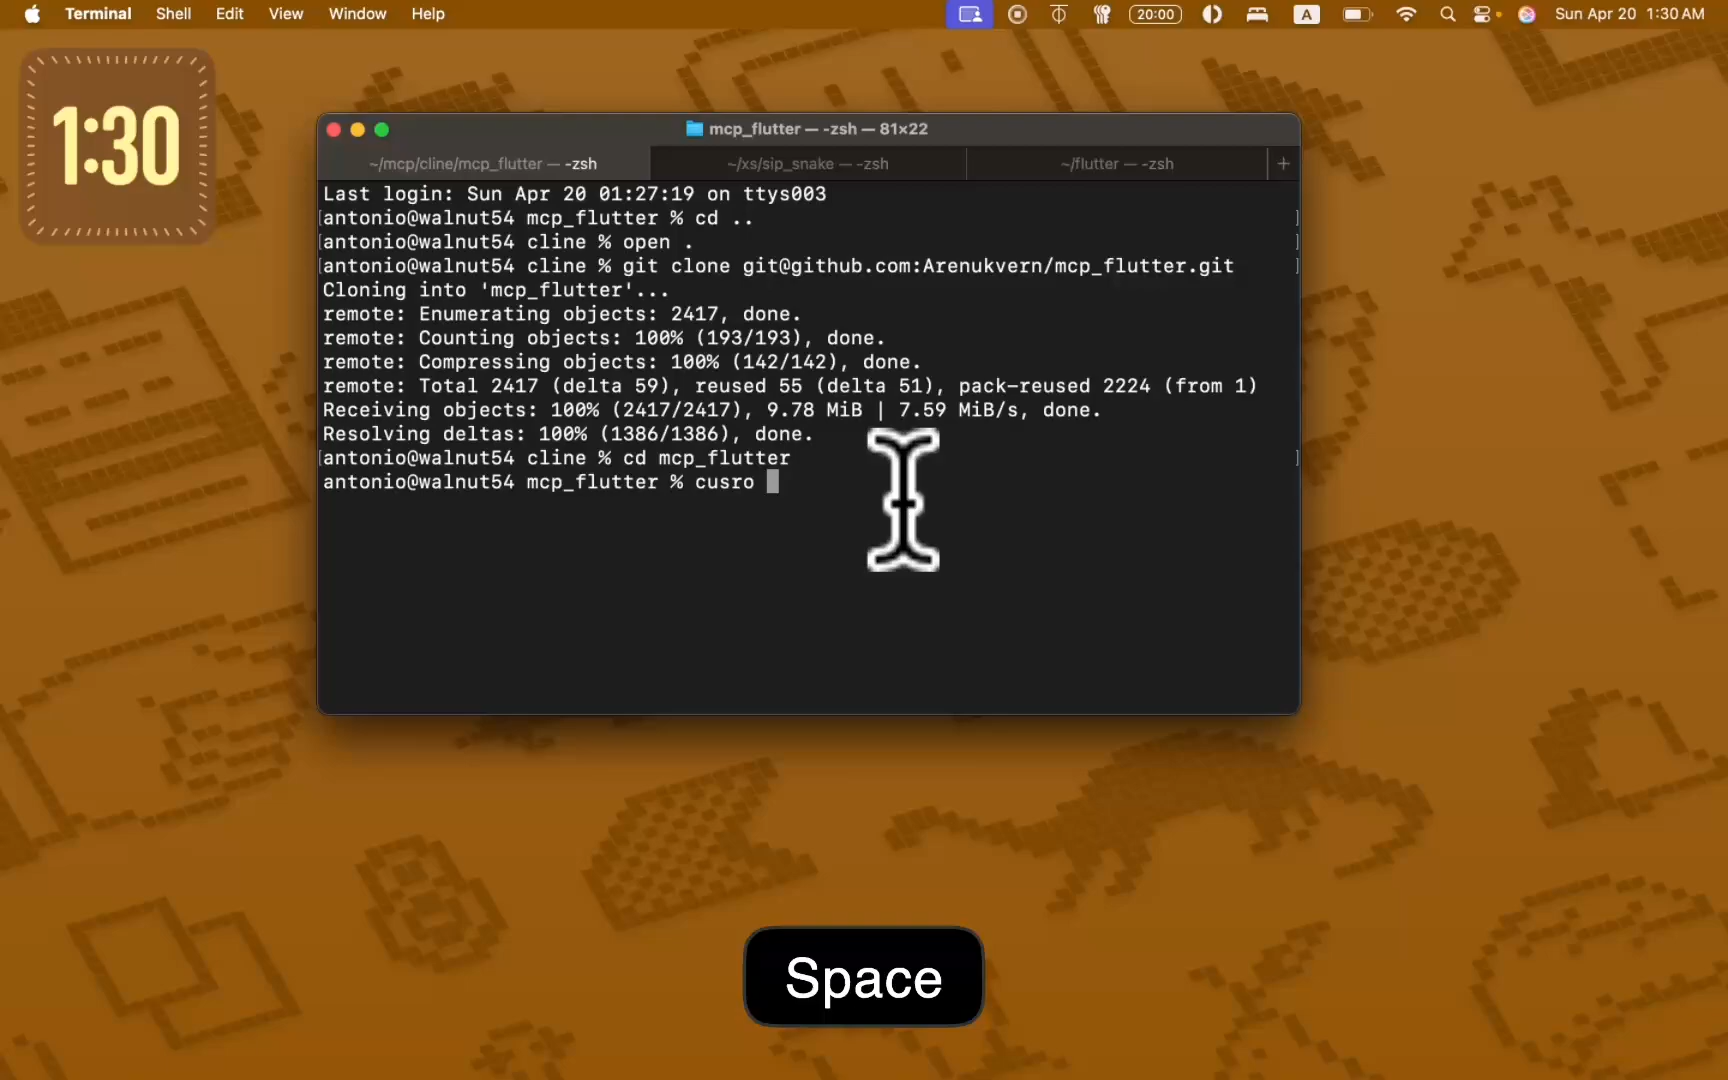 Terminal Shell Edit View Window Help 20:00 A Sun Apr 20 1:30 AM
1:30
mcp_flutter — -zsh — 81×22
~/mcp/cline/mcp_flutter — -zsh ~/xs/sip_snake — -zsh ~/flutter — -zsh +
Last login: Sun Apr 20 01:27:19 on ttys003
[antonio@walnut54 mcp_flutter % cd .. ]
[antonio@walnut54 cline % open . ]
[antonio@walnut54 cline % git clone git@github.com:Arenukvern/mcp_flutter.git ]
Cloning into 'mcp_flutter'...
remote: Enumerating objects: 2417, done.
remote: Counting objects: 100% (193/193), done.
remote: Compressing objects: 100% (142/142), done.
remote: Total 2417 (delta 59), reused 55 (delta 51), pack-reused 2224 (from 1)
Receiving objects: 100% (2417/2417), 9.78 MiB | 7.59 MiB/s, done.
Resolving deltas: 100% (1386/1386), done.
[antonio@walnut54 cline % cd mcp_flutter ]
antonio@walnut54 mcp_flutter % cusro
Space